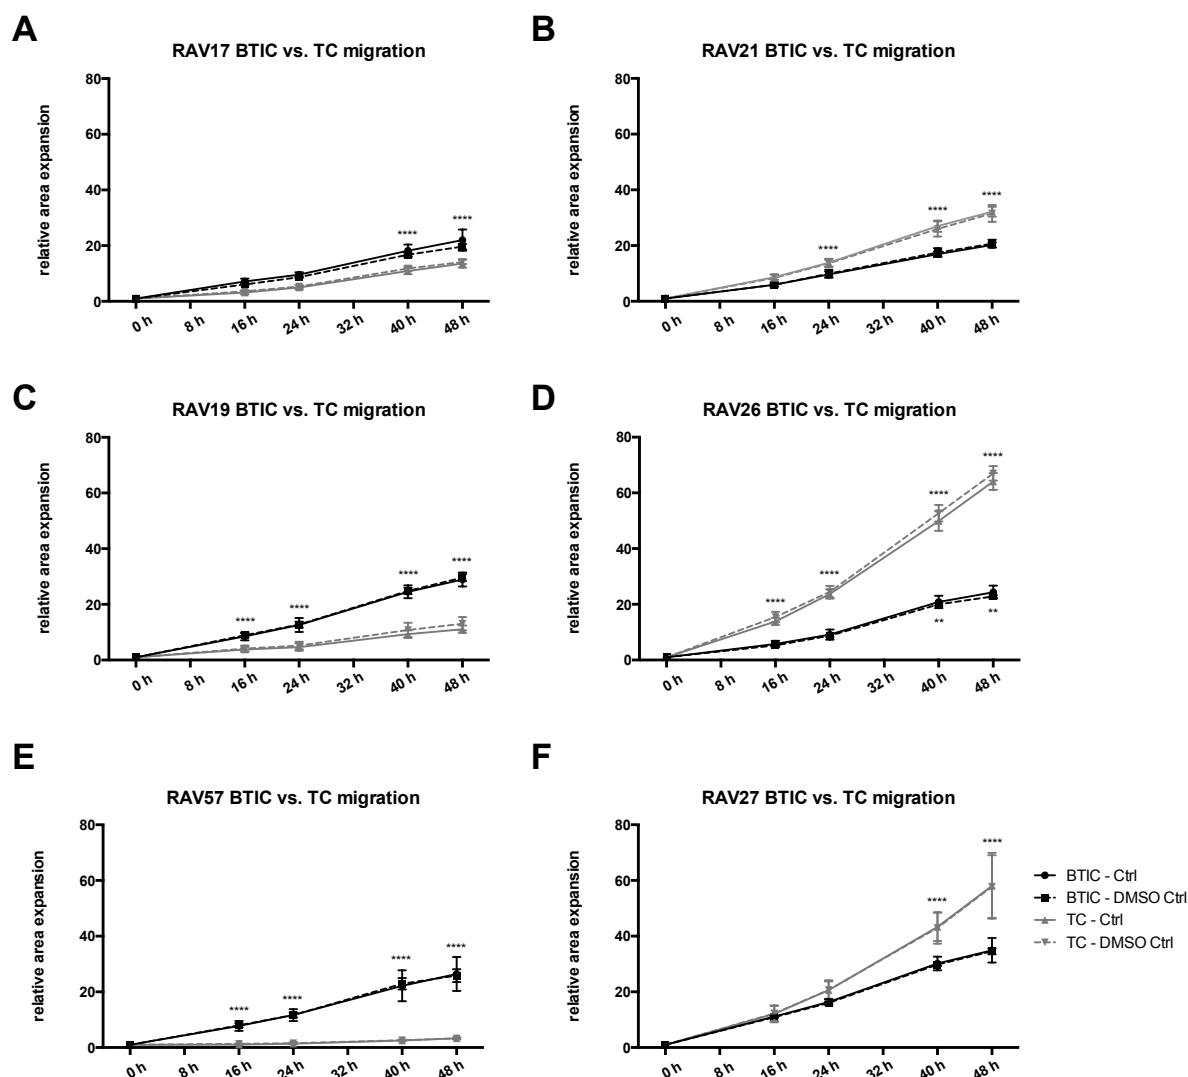 A
RAV17 BTIC vs. TC migration
relative area expansion
80
60
40
20
0
**** ****
0 h 8 h 16 h 24 h 32 h 40 h 48 h
B
RAV21 BTIC vs. TC migration
relative area expansion
80
60
40
20
0
**** **** ****
0 h 8 h 16 h 24 h 32 h 40 h 48 h
C
RAV19 BTIC vs. TC migration
relative area expansion
80
60
40
20
0
**** **** **** ****
0 h 8 h 16 h 24 h 32 h 40 h 48 h
D
RAV26 BTIC vs. TC migration
relative area expansion
80
60
40
20
0
**** **** **** ****
** **
0 h 8 h 16 h 24 h 32 h 40 h 48 h
E
RAV57 BTIC vs. TC migration
relative area expansion
80
60
40
20
0
**** **** **** ****
0 h 8 h 16 h 24 h 32 h 40 h 48 h
F
RAV27 BTIC vs. TC migration
relative area expansion
80
60
40
20
0
**** ****
0 h 8 h 16 h 24 h 32 h 40 h 48 h
BTIC - Ctrl
BTIC - DMSO Ctrl
TC - Ctrl
TC - DMSO Ctrl